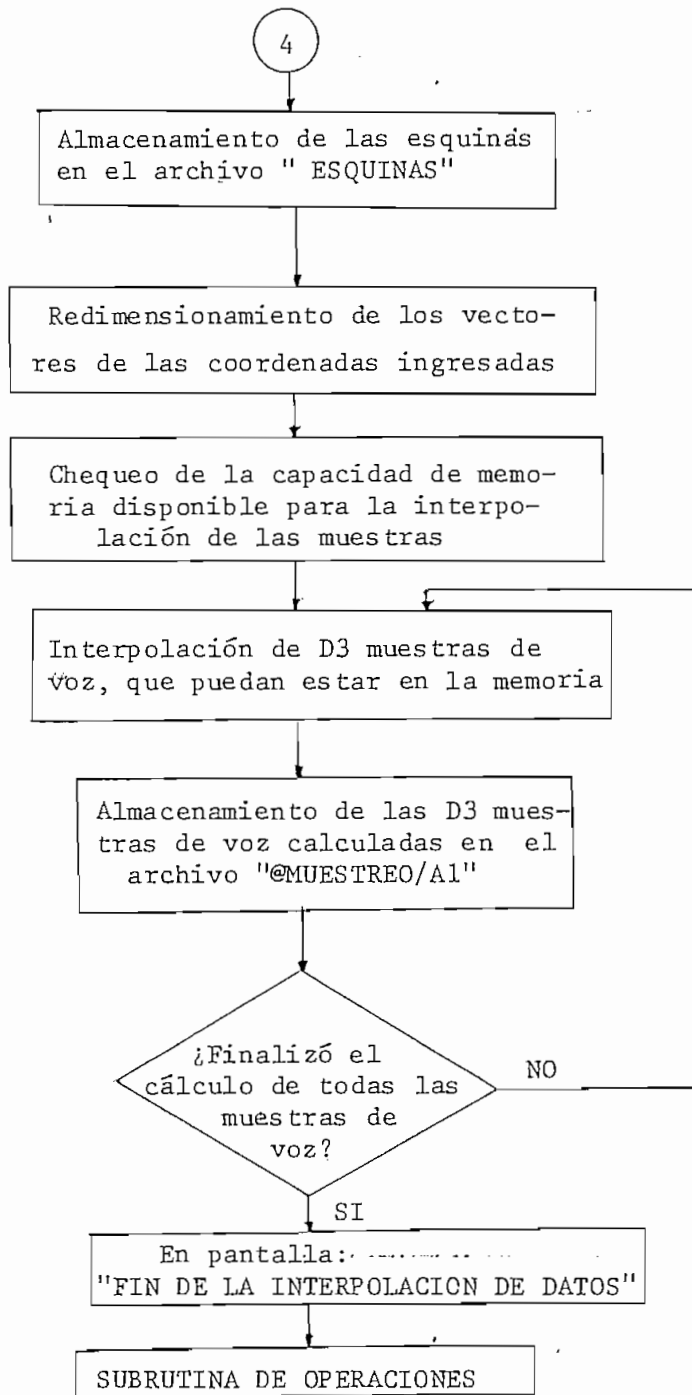 4
Almacenamiento de las esquinas
en el archivo " ESQUINAS"
Redimensionamiento de los vecto-
res de las coordenadas ingresadas
Chequeo de la capacidad de memo-
ria disponible para la interpo-
lación de las muestras
Interpolación de D3 muestras de
voz, que puedan estar en la memoria
Almacenamiento de las D3 mues-
tras de voz calculadas en el
archivo "@MUESTREO/A1"
¿Finalizó el
cálculo de todas las
muestras de
voz?
NO
SI
En pantalla:
"FIN DE LA INTERPOLACION DE DATOS"
SUBRUTINA DE OPERACIONES